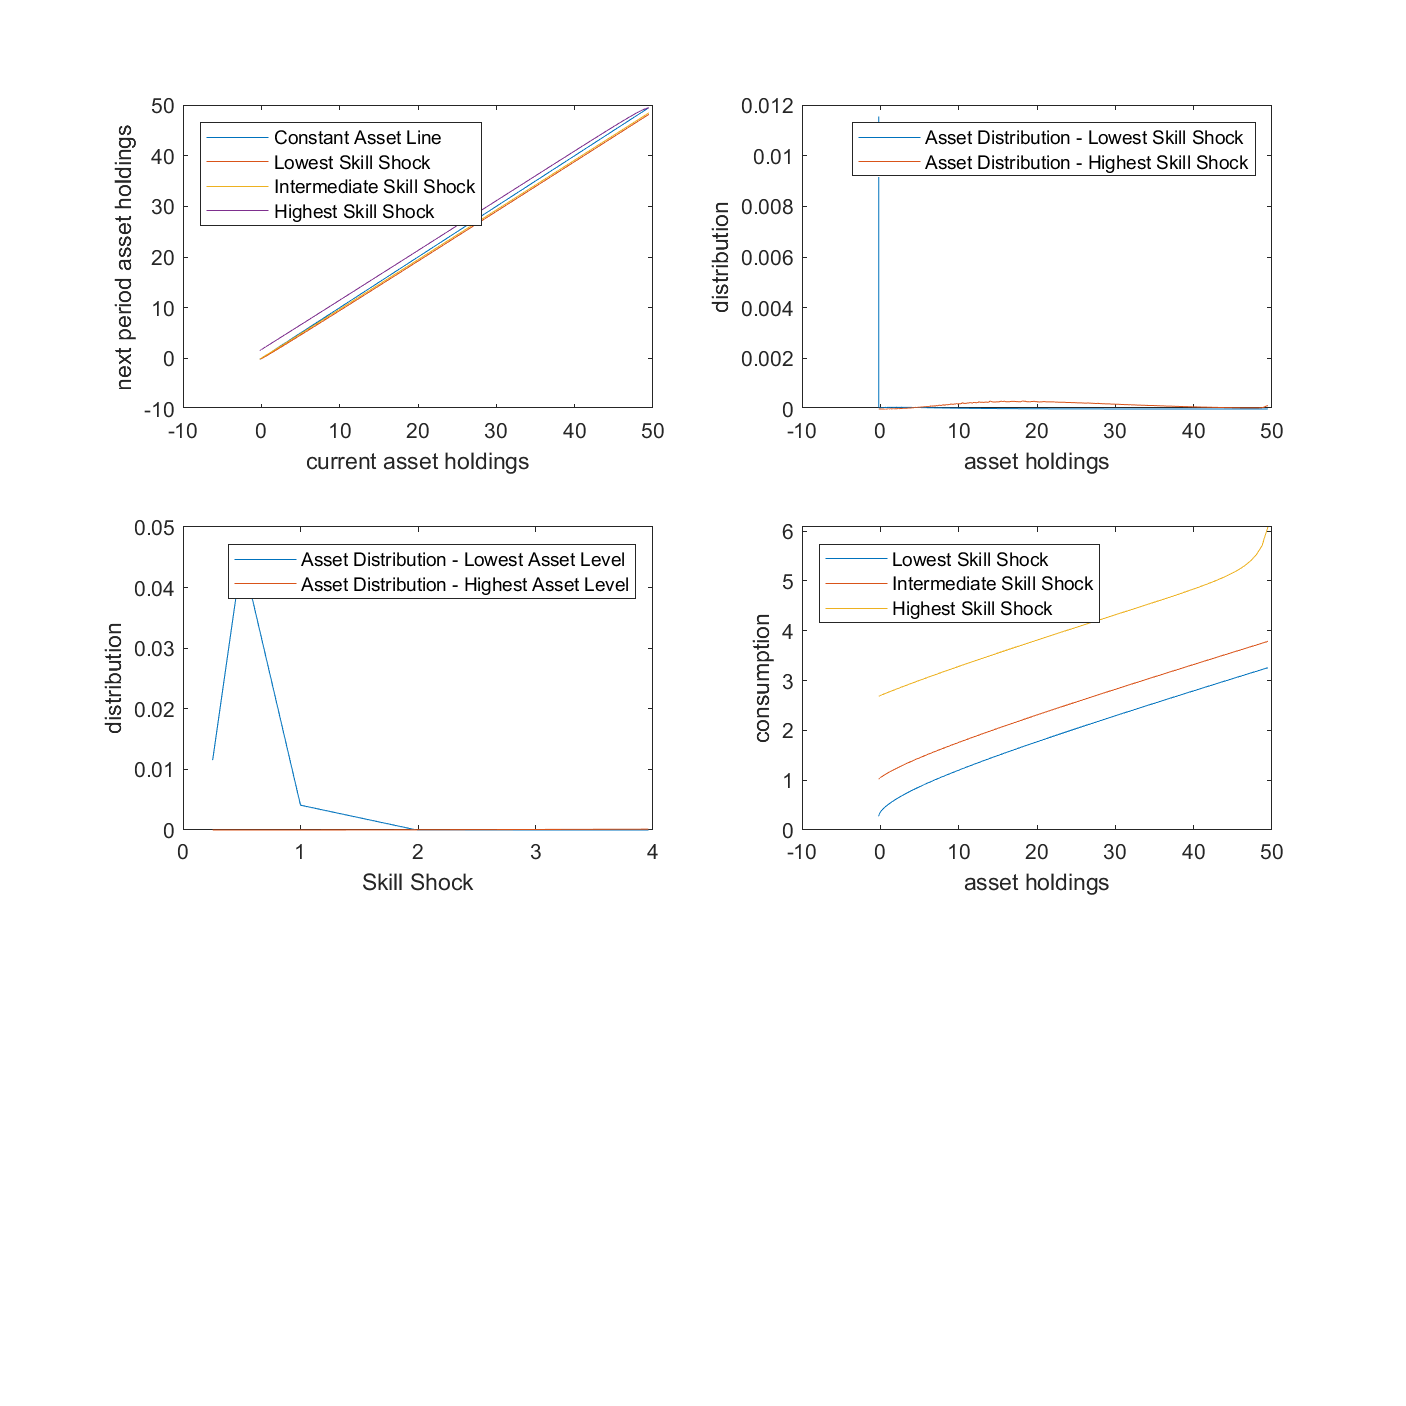 50
40
30
20
10
0
-10
next period asset holdings
Constant Asset Line
Lowest Skill Shock
Intermediate Skill Shock
Highest Skill Shock
-10 0 10 20 30 40 50
current asset holdings
0.012
0.01
0.008
0.006
0.004
0.002
0
distribution
Asset Distribution - Lowest Skill Shock
Asset Distribution - Highest Skill Shock
-10 0 10 20 30 40 50
asset holdings
0.05
0.04
0.03
0.02
0.01
0
distribution
Asset Distribution - Lowest Asset Level
Asset Distribution - Highest Asset Level
0 1 2 3 4
Skill Shock
6
5
4
3
2
1
0
consumption
Lowest Skill Shock
Intermediate Skill Shock
Highest Skill Shock
-10 0 10 20 30 40 50
asset holdings